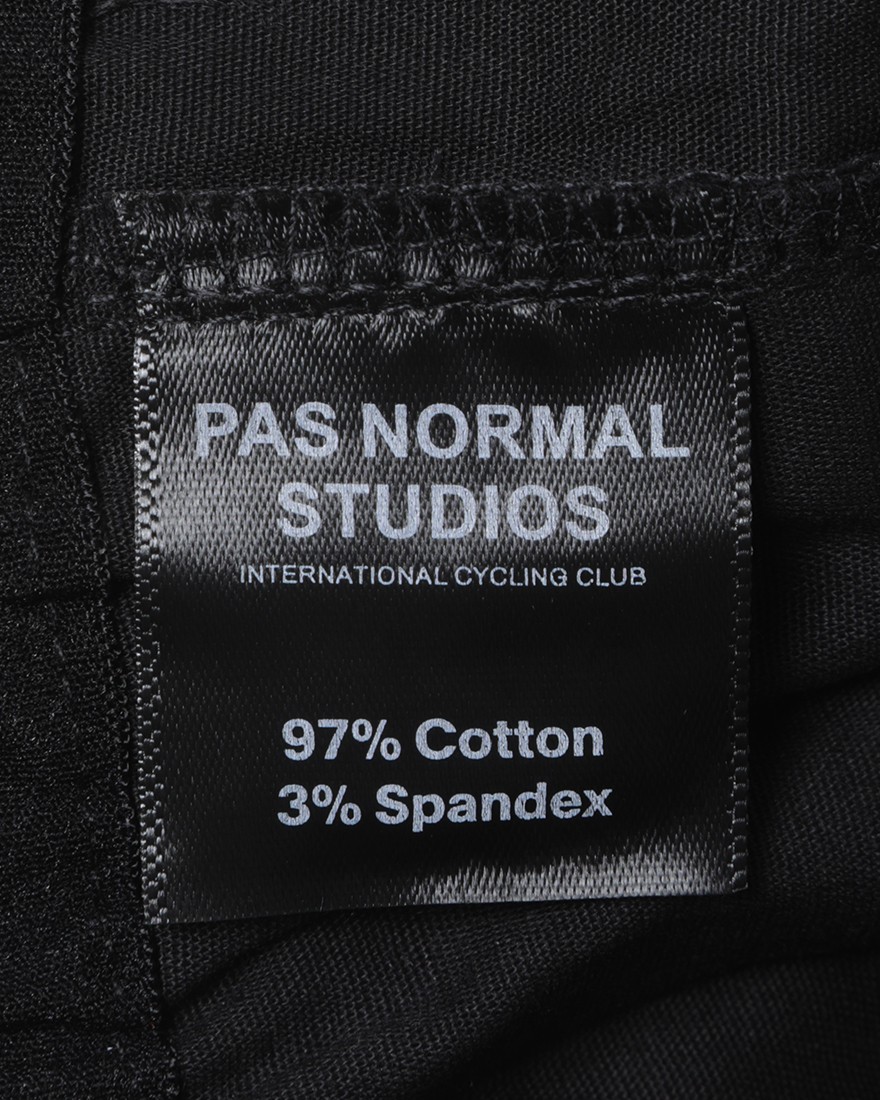 PAS NORMAL
STUDIOS
INTERNATIONAL CYCLING CLUB
97% Cotton
3% Spandex